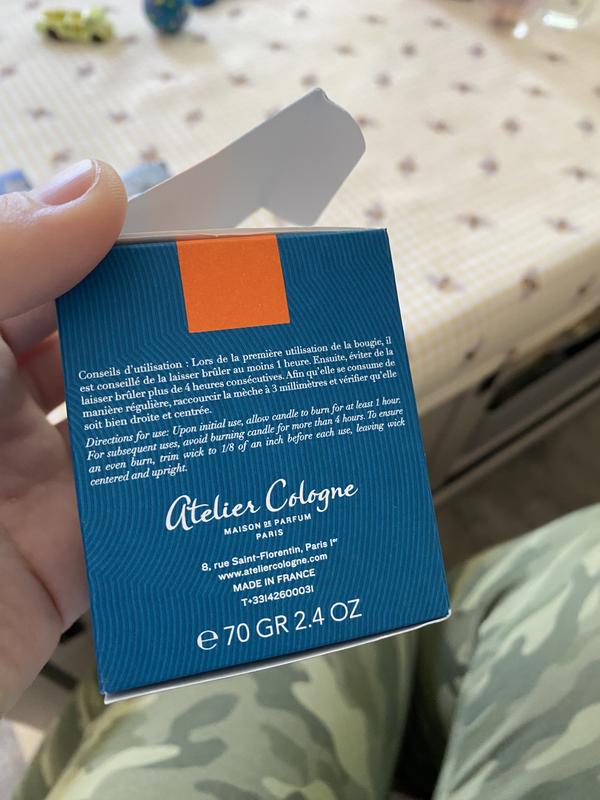 Conseils d'utilisation : Lors de la première utilisation de la bougie, il
est conseillé de la laisser brûler au moins 1 heure. Ensuite, éviter de la
laisser brûler plus de 4 heures consécutives. Afin qu'elle se consume de
manière régulière, raccourcir la mèche à 3 millimètres et vérifier qu'elle
soit bien droite et centrée.
Directions for use: Upon initial use, allow candle to burn for at least 1 hour.
For subsequent uses, avoid burning candle for more than 4 hours. To ensure
an even burn, trim wick to 1/8 of an inch before each use, leaving wick
centered and upright.
Atelier Cologne
MAISON DE PARFUM
PARIS
8, rue Saint-Florentin, Paris Ier
www.ateliercologne.com
MADE IN FRANCE
T+33142600031
℮ 70 GR 2.4 OZ